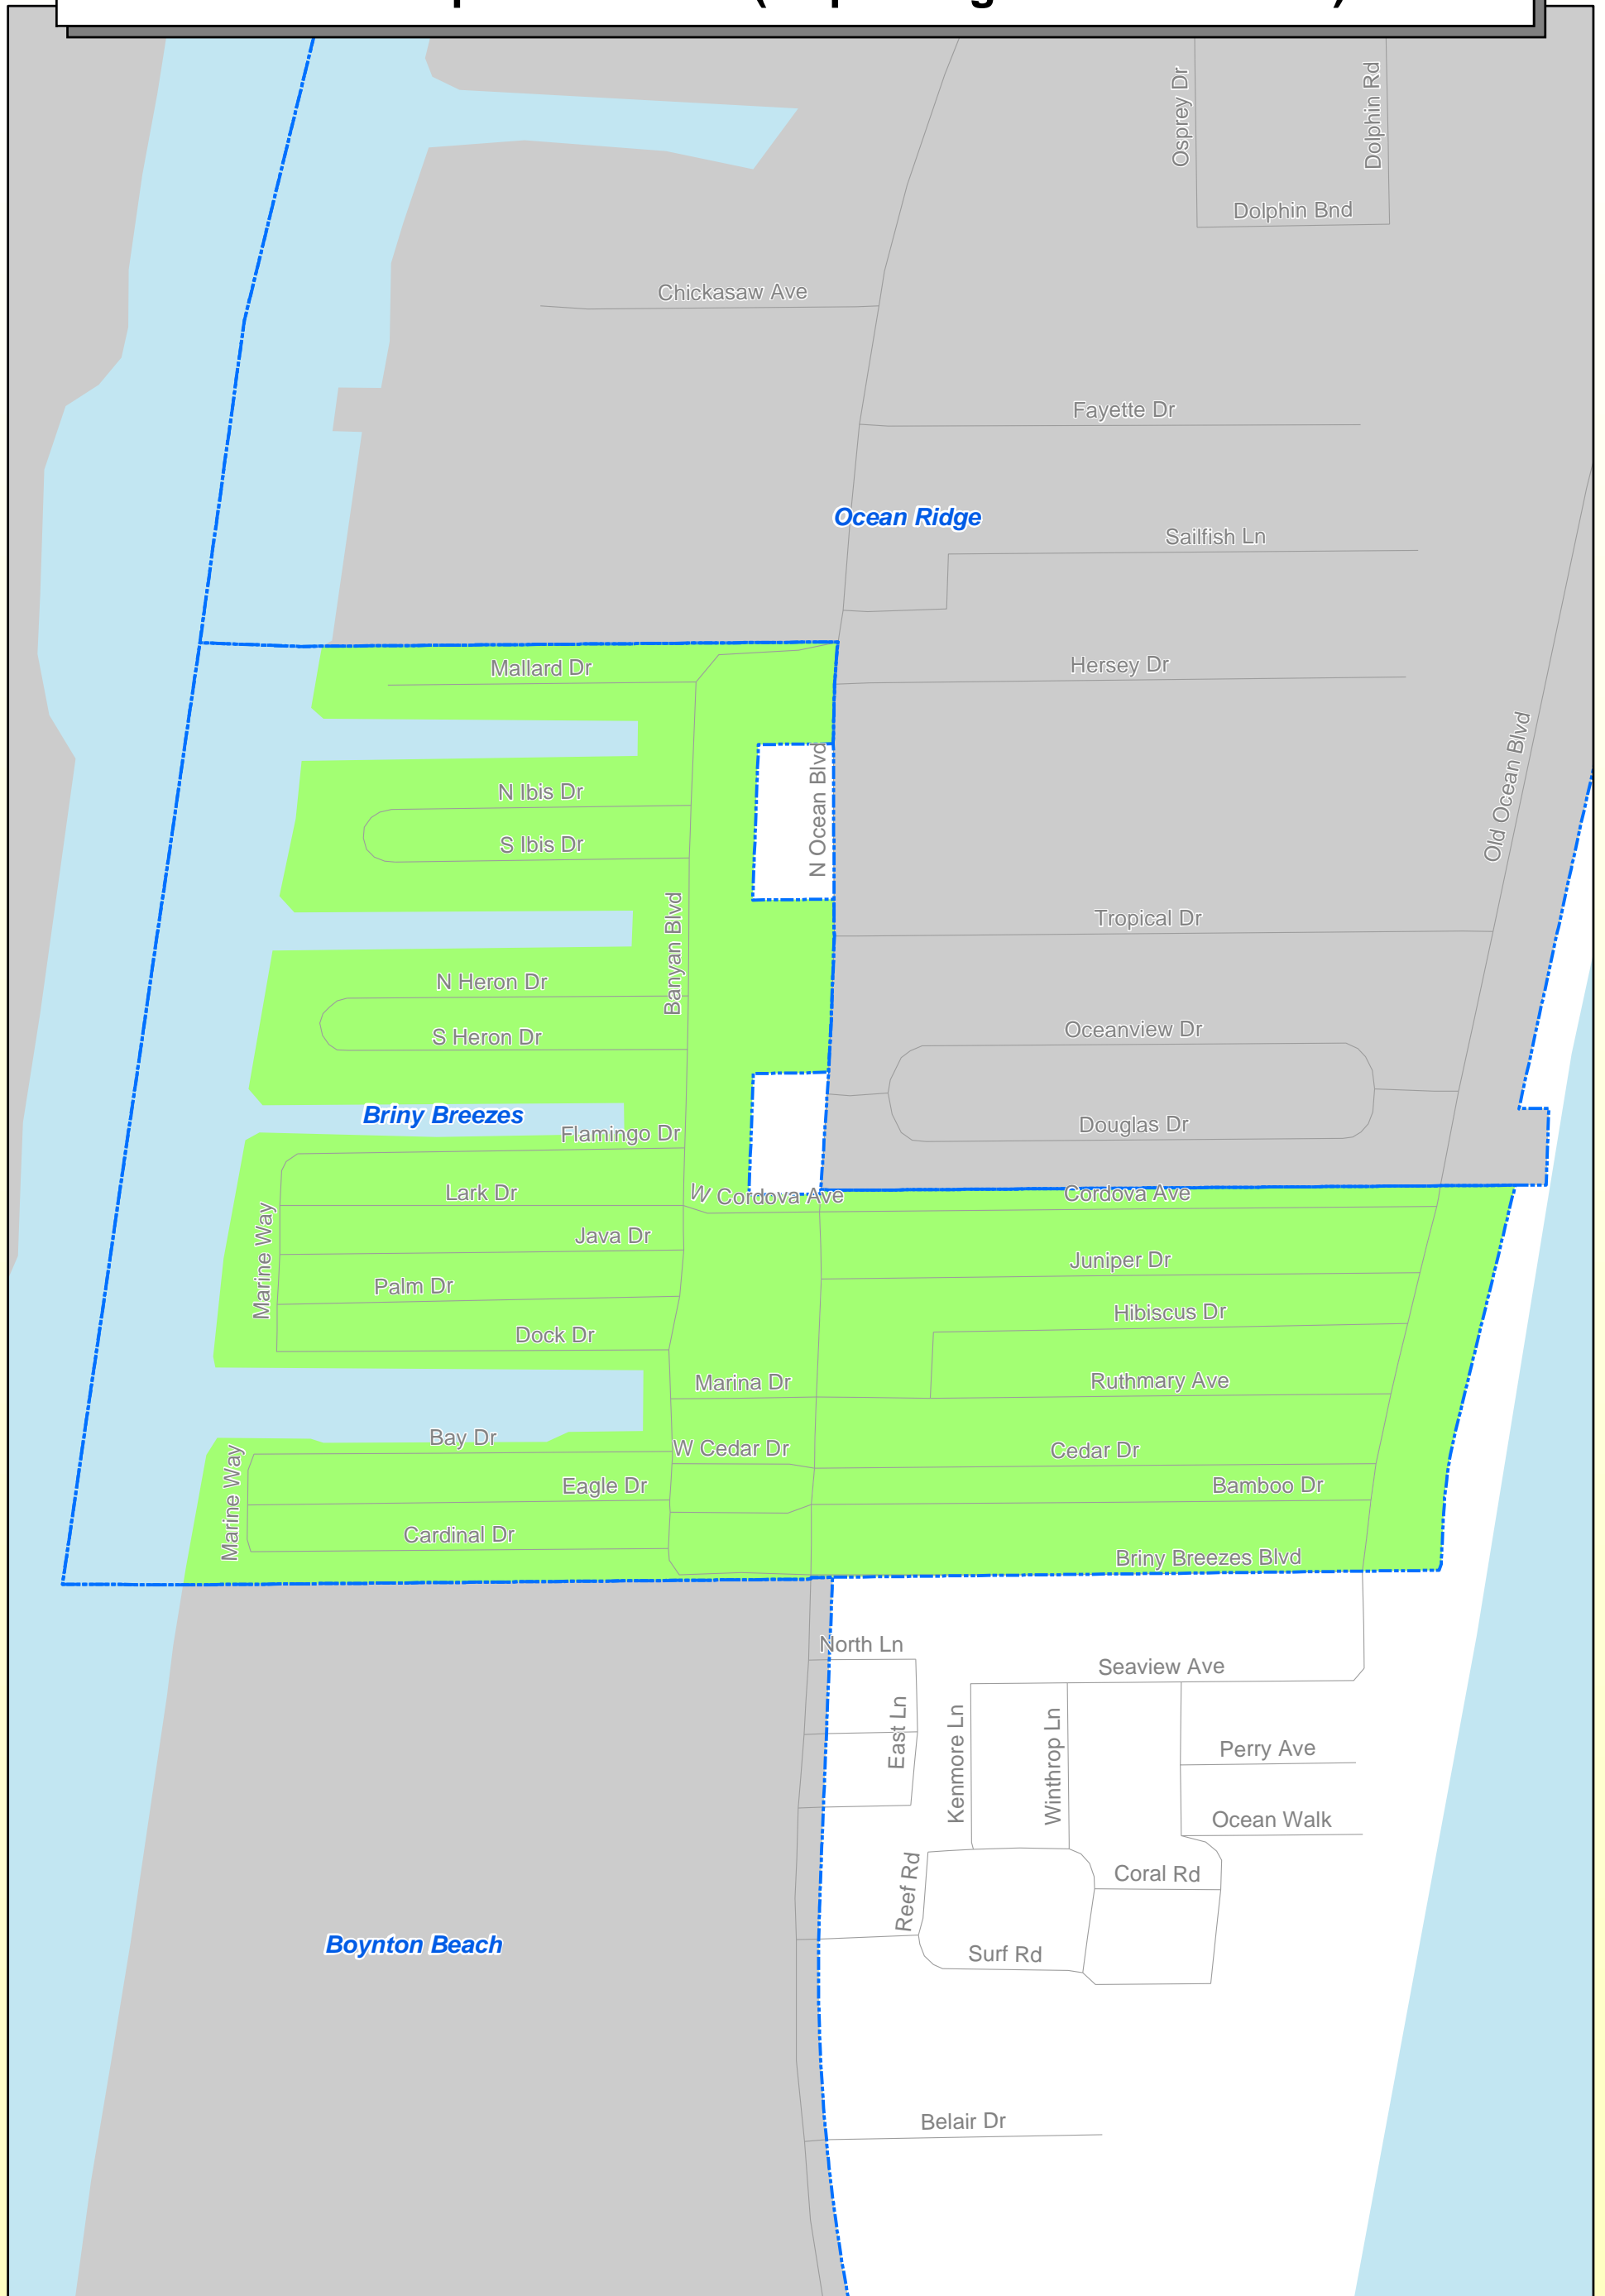 Osprey Dr
Dolphin Rd
Dolphin Bnd
Chickasaw Ave
Fayette Dr
Ocean Ridge
Sailfish Ln
Mallard Dr
Hersey Dr
Old Ocean Blvd
N Ocean Blvd
N Ibis Dr
S Ibis Dr
Banyan Blvd
Tropical Dr
N Heron Dr
S Heron Dr
Oceanview Dr
Briny Breezes
Flamingo Dr
Douglas Dr
Lark Dr
W Cordova Ave
Cordova Ave
Marine Way
Java Dr
Juniper Dr
Palm Dr
Hibiscus Dr
Dock Dr
Marina Dr
Ruthmary Ave
Bay Dr
W Cedar Dr
Cedar Dr
Marine Way
Eagle Dr
Bamboo Dr
Cardinal Dr
Briny Breezes Blvd
North Ln
Seaview Ave
East Ln
Kenmore Ln
Winthrop Ln
Perry Ave
Ocean Walk
Reef Rd
Coral Rd
Boynton Beach
Surf Rd
Belair Dr